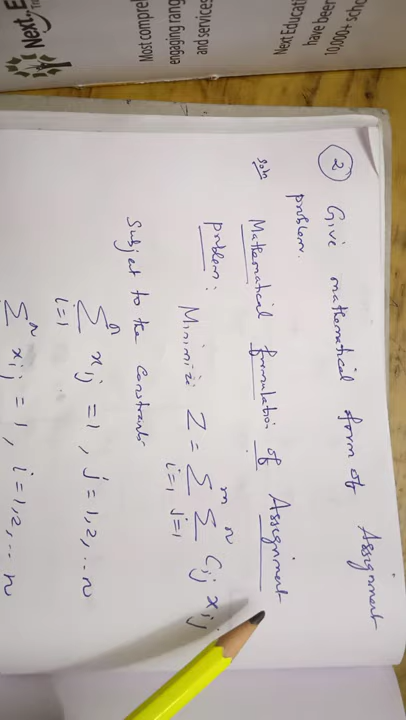 Next, E
Most comprel
engaging rang
and services
Next Educati
have been
10,000+ scho
② Give mathematical form of Assignment
problem.
soln Mathematical formulation of Assignment
problem: Minimize Z = m∑i=1 n∑j=1 Cij xij
Subject to the Constraints
n∑i=1 xij = 1, j = 1,2,...n
n∑ xij = 1, i = 1,2,...n